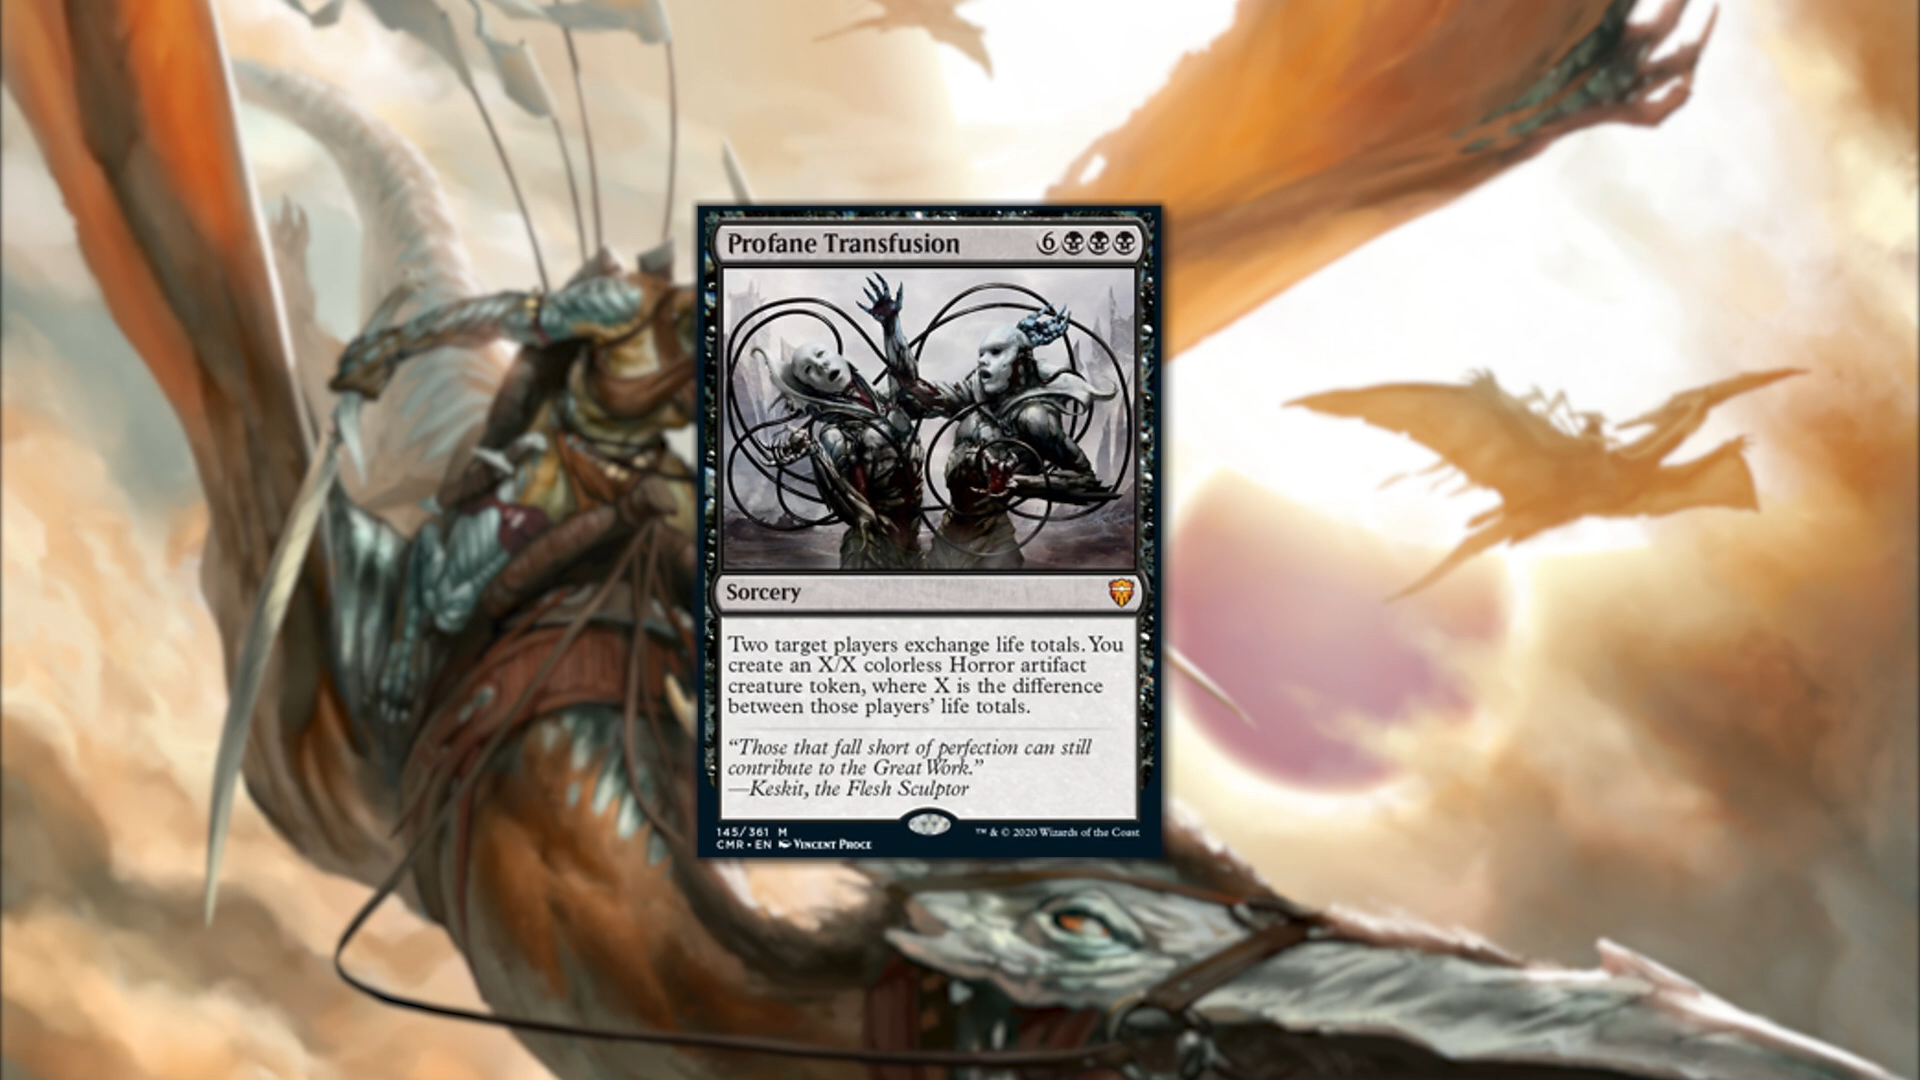 Profane Transfusion 6
Sorcery
Two target players exchange life totals. You
create an X/X colorless Horror artifact
creature token, where X is the difference
between those players’ life totals.
“Those that fall short of perfection can still
contribute to the Great Work.”
—Keskit, the Flesh Sculptor
145/361 M
CMR • EN Vincent Proce
™ & © 2020 Wizards of the Coast